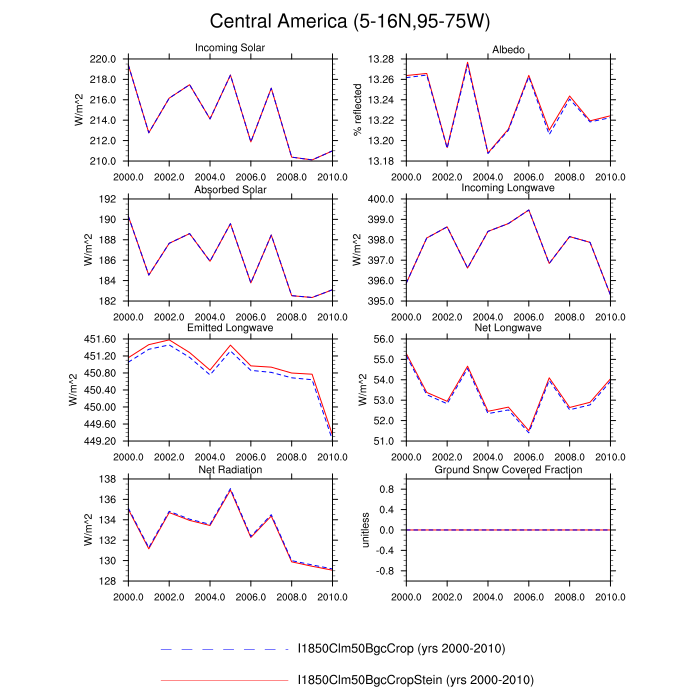 Central America (5-16N,95-75W)
Incoming Solar
W/m^2
220.0
218.0
216.0
214.0
212.0
210.0
2000.0 2002.0 2004.0 2006.0 2008.0 2010.0
Albedo
% reflected
13.28
13.26
13.24
13.22
13.20
13.18
2000.0 2002.0 2004.0 2006.0 2008.0 2010.0
Absorbed Solar
W/m^2
192
190
188
186
184
182
2000.0 2002.0 2004.0 2006.0 2008.0 2010.0
Incoming Longwave
W/m^2
400.0
399.0
398.0
397.0
396.0
395.0
2000.0 2002.0 2004.0 2006.0 2008.0 2010.0
Emitted Longwave
W/m^2
451.60
451.20
450.80
450.40
450.00
449.60
449.20
2000.0 2002.0 2004.0 2006.0 2008.0 2010.0
Net Longwave
W/m^2
56.0
55.0
54.0
53.0
52.0
51.0
2000.0 2002.0 2004.0 2006.0 2008.0 2010.0
Net Radiation
W/m^2
138
136
134
132
130
128
2000.0 2002.0 2004.0 2006.0 2008.0 2010.0
Ground Snow Covered Fraction
unitless
0.8
0.4
0.0
-0.4
-0.8
2000.0 2002.0 2004.0 2006.0 2008.0 2010.0
I1850Clm50BgcCrop (yrs 2000-2010)
I1850Clm50BgcCropStein (yrs 2000-2010)